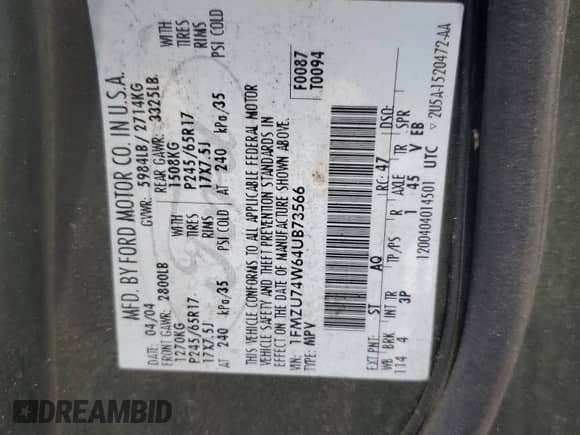 MFD. BY FORD MOTOR CO. IN U.S.A.
DATE: 04/04 GVWR: 5984LB/ 2714KG
FRONT GAWR: 2800LB REAR GAWR: 3325LB
1270KG 1508KG WITH
P245/65R17 P245/65R17 TIRES
17X7.5J 17X7.5J RIMS
AT 240 kPa/35 PSI COLD AT 240 kPa/35 PSI COLD
THIS VEHICLE CONFORMS TO ALL APPLICABLE FEDERAL MOTOR
VEHICLE SAFETY AND THEFT PREVENTION STANDARDS IN
EFFECT ON THE DATE OF MANUFACTURE SHOWN ABOVE.
VIN: 1FMZU74W64UB73566
TYPE: MPV
F0087
T0094
EXT PNT: ST AQ RC: 47 DSO:
WB BRK INT TR TP/PS R AXLE TR SPR
114 4 3P 1 45 V EB
1200404014501 UTC
▽ 2U5A-1520472-AA
DREAMBID